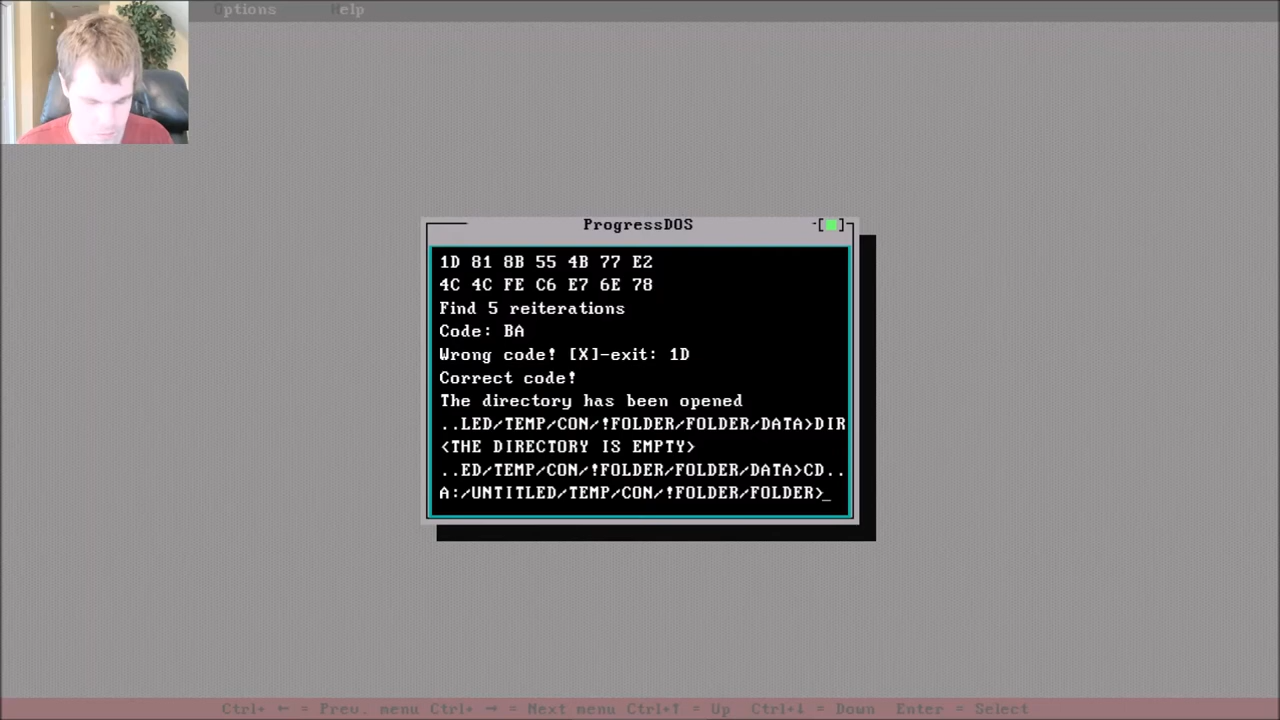 Options Help
ProgressDOS
1D 81 8B 55 4B 77 E2
4C 4C FE C6 E7 6E 78
Find 5 reiterations
Code: BA
Wrong code! [X]-exit: 1D
Correct code!
The directory has been opened
..LED/TEMP/CON/!FOLDER/FOLDER/DATA>DIR
<THE DIRECTORY IS EMPTY>
..ED/TEMP/CON/!FOLDER/FOLDER/DATA>CD..
A:/UNTITLED/TEMP/CON/!FOLDER/FOLDER>_
Ctrl+ ← = Prev. menu Ctrl+ → = Next menu Ctrl+↑ = Up Ctrl+↓ = Down Enter = Select